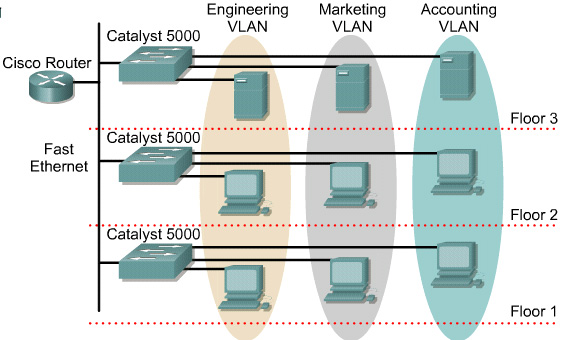 Engineering
VLAN
Marketing
VLAN
Accounting
VLAN
Catalyst 5000
Cisco Router
Floor 3
Catalyst 5000
Fast
Ethernet
Floor 2
Catalyst 5000
Floor 1